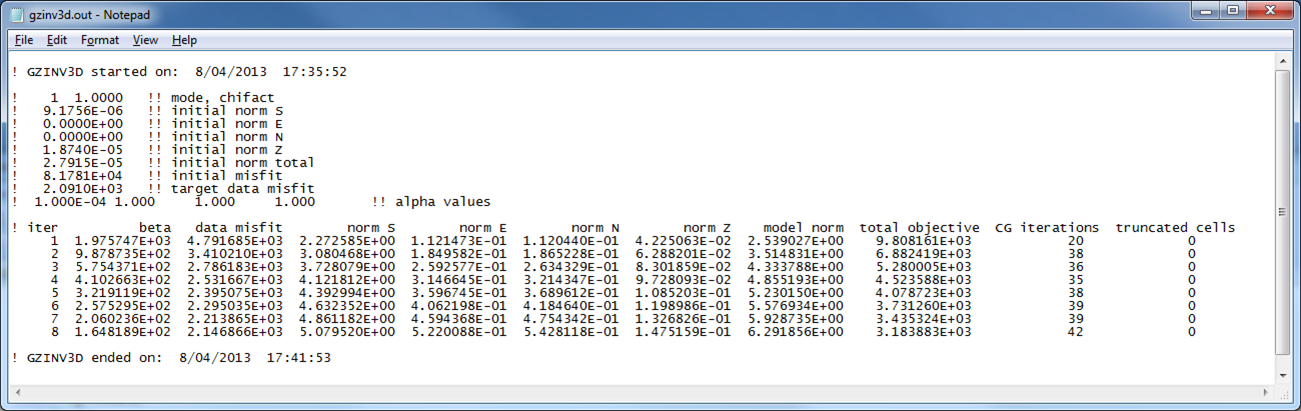 gzinv3d.out - Notepad
File Edit Format View Help
! GZINV3D started on: 8/04/2013 17:35:52
! 1 1.0000 !! mode, chifact
! 9.1756E-06 !! initial norm S
! 0.0000E+00 !! initial norm E
! 0.0000E+00 !! initial norm N
! 1.8740E-05 !! initial norm Z
! 2.7915E-05 !! initial norm total
! 8.1781E+04 !! initial misfit
! 2.0910E+03 !! target data misfit
! 1.000E-04 1.000 1.000 1.000 !! alpha values
! iter beta data misfit norm S norm E norm N norm Z model norm total objective CG iterations truncated cells
1 1.975747E+03 4.791685E+03 2.272585E+00 1.121473E-01 1.120440E-01 4.225063E-02 2.539027E+00 9.808161E+03 20 0
2 9.878735E+02 3.410210E+03 3.080468E+00 1.849582E-01 1.865228E-01 6.288201E-02 3.514831E+00 6.882419E+03 38 0
3 5.754371E+02 2.786183E+03 3.728079E+00 2.592577E-01 2.634329E-01 8.301859E-02 4.333788E+00 5.280005E+03 36 0
4 4.102663E+02 2.531667E+03 4.121812E+00 3.146645E-01 3.214347E-01 9.728093E-02 4.855193E+00 4.523588E+03 35 0
5 3.219119E+02 2.395075E+03 4.392994E+00 3.596745E-01 3.689612E-01 1.085203E-01 5.230150E+00 4.078723E+03 38 0
6 2.575295E+02 2.295035E+03 4.632352E+00 4.062198E-01 4.184640E-01 1.198986E-01 5.576934E+00 3.731260E+03 39 0
7 2.060236E+02 2.213865E+03 4.861182E+00 4.594368E-01 4.754342E-01 1.326826E-01 5.928735E+00 3.435324E+03 39 0
8 1.648189E+02 2.146866E+03 5.079520E+00 5.220088E-01 5.428118E-01 1.475159E-01 6.291856E+00 3.183883E+03 42 0
! GZINV3D ended on: 8/04/2013 17:41:53